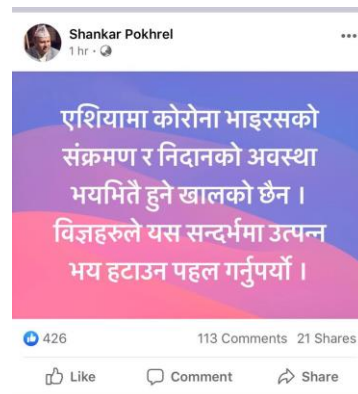 Shankar Pokhrel
1 hr ·
एशियामा कोरोना भाइरसको
संक्रमण र निदानको अवस्था
भयभितै हुने खालको छैन ।
विज्ञहरुले यस सन्दर्भमा उत्पन्न
भय हटाउन पहल गर्नुपर्यो ।
426
113 Comments 21 Shares
Like Comment Share